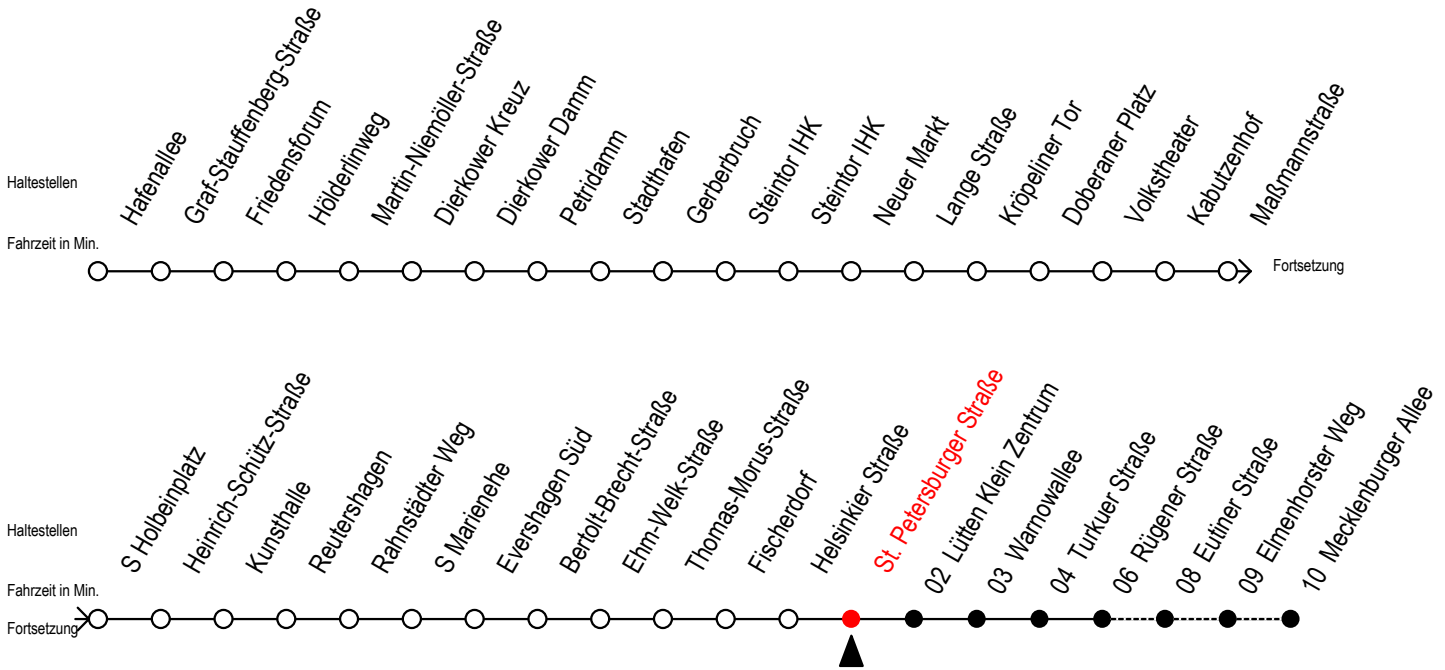 Haltestellen
Hafenallee
Graf-Stauffenberg-Straße
Friedensforum
Hölderlinweg
Martin-Niemöller-Straße
Dierkower Kreuz
Dierkower Damm
Petridamm
Stadthafen
Gerberbruch
Steintor IHK
Steintor IHK
Neuer Markt
Lange Straße
Kröpeliner Tor
Doberaner Platz
Volkstheater
Kabutzenhof
Maßmannstraße
Fahrzeit in Min.
Fortsetzung
Haltestellen
S Holbeinplatz
Heinrich-Schütz-Straße
Kunsthalle
Reutershagen
Rahnstädter Weg
S Marienehe
Evershagen Süd
Bertolt-Brecht-Straße
Ehm-Welk-Straße
Thomas-Morus-Straße
Fischerdorf
Helsinkier Straße
St. Petersburger Straße
02 Lütten Klein Zentrum
03 Warnowallee
04 Turkuer Straße
06 Rügener Straße
08 Eutiner Straße
09 Elmenhorster Weg
10 Mecklenburger Allee
Fahrzeit in Min.
Fortsetzung